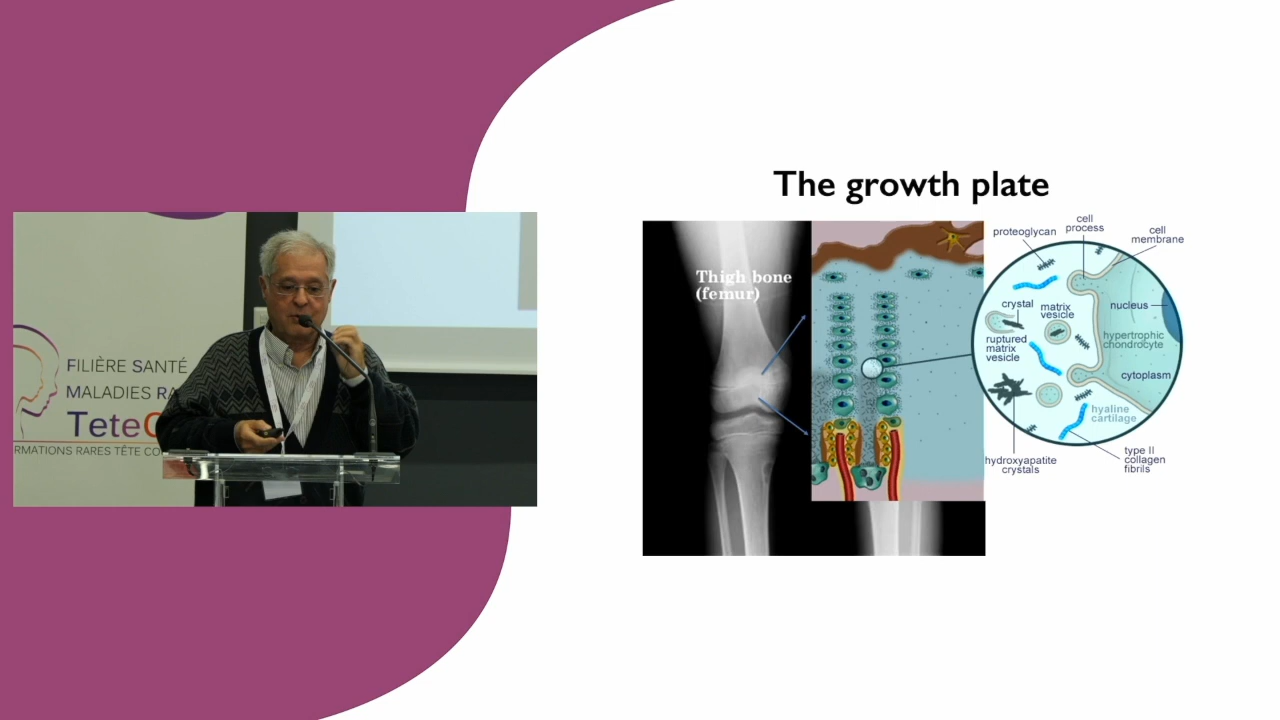 FILIÈRE SANTÉ
MALADIES RA
Tete
RMATIONS RARES TÊTE CO
The growth plate
Thigh bone
(femur)
proteoglycan
cell
process
cell
membrane
crystal
matrix
vesicle
nucleus
ruptured
matrix
vesicle
hypertrophic
chondrocyte
cytoplasm
hyaline
cartilage
hydroxyapatite
crystals
type II
collagen
fibrils